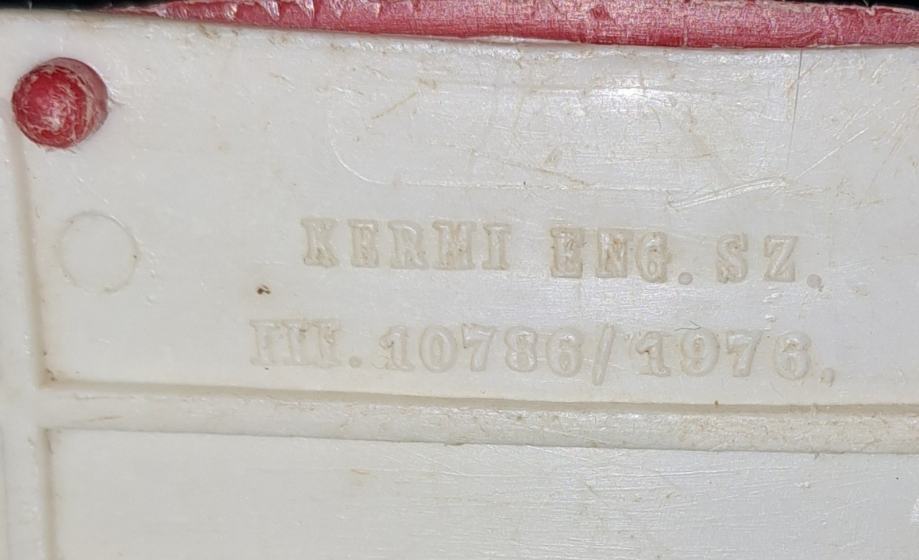 KERMI ENG. SZ.
III. 10786/1976.